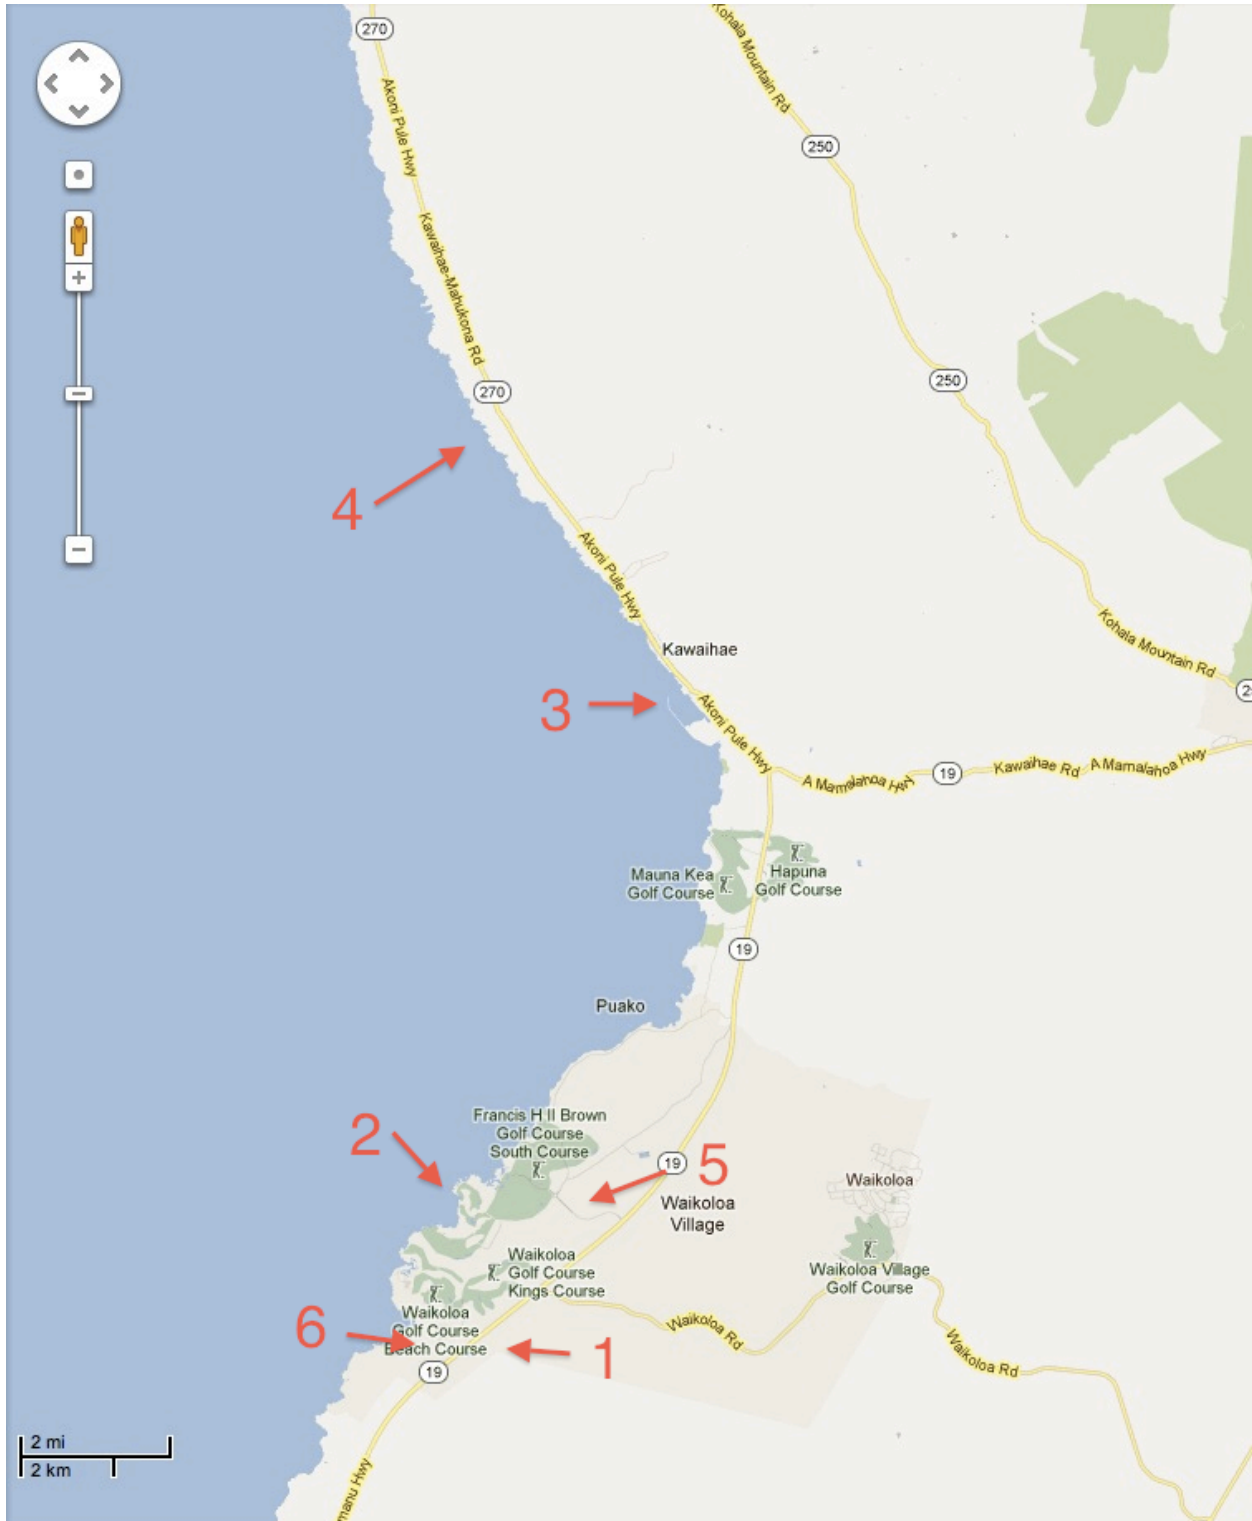 270
Kohala Mountain Rd
Akoni Pule Hwy
250
Kawaihae-Mahukona Rd
270
250
4
Akoni Pule Hwy
Kohala Mountain Rd
Kawaihae
3
Akoni Pule Hwy
A Mamalahoa Hwy
19
Kawaihae Rd
A Mamalahoa Hwy
Mauna Kea
Golf Course
Hapuna
Golf Course
19
Puako
Francis H II Brown
Golf Course
South Course
2
19
5
Waikoloa
Village
Waikoloa
Waikoloa
Golf Course
Kings Course
Waikoloa Village
Golf Course
Waikoloa
Golf Course
Beach Course
6
1
Waikoloa Rd
Waikoloa Rd
19
2 mi
2 km
manu Hwy